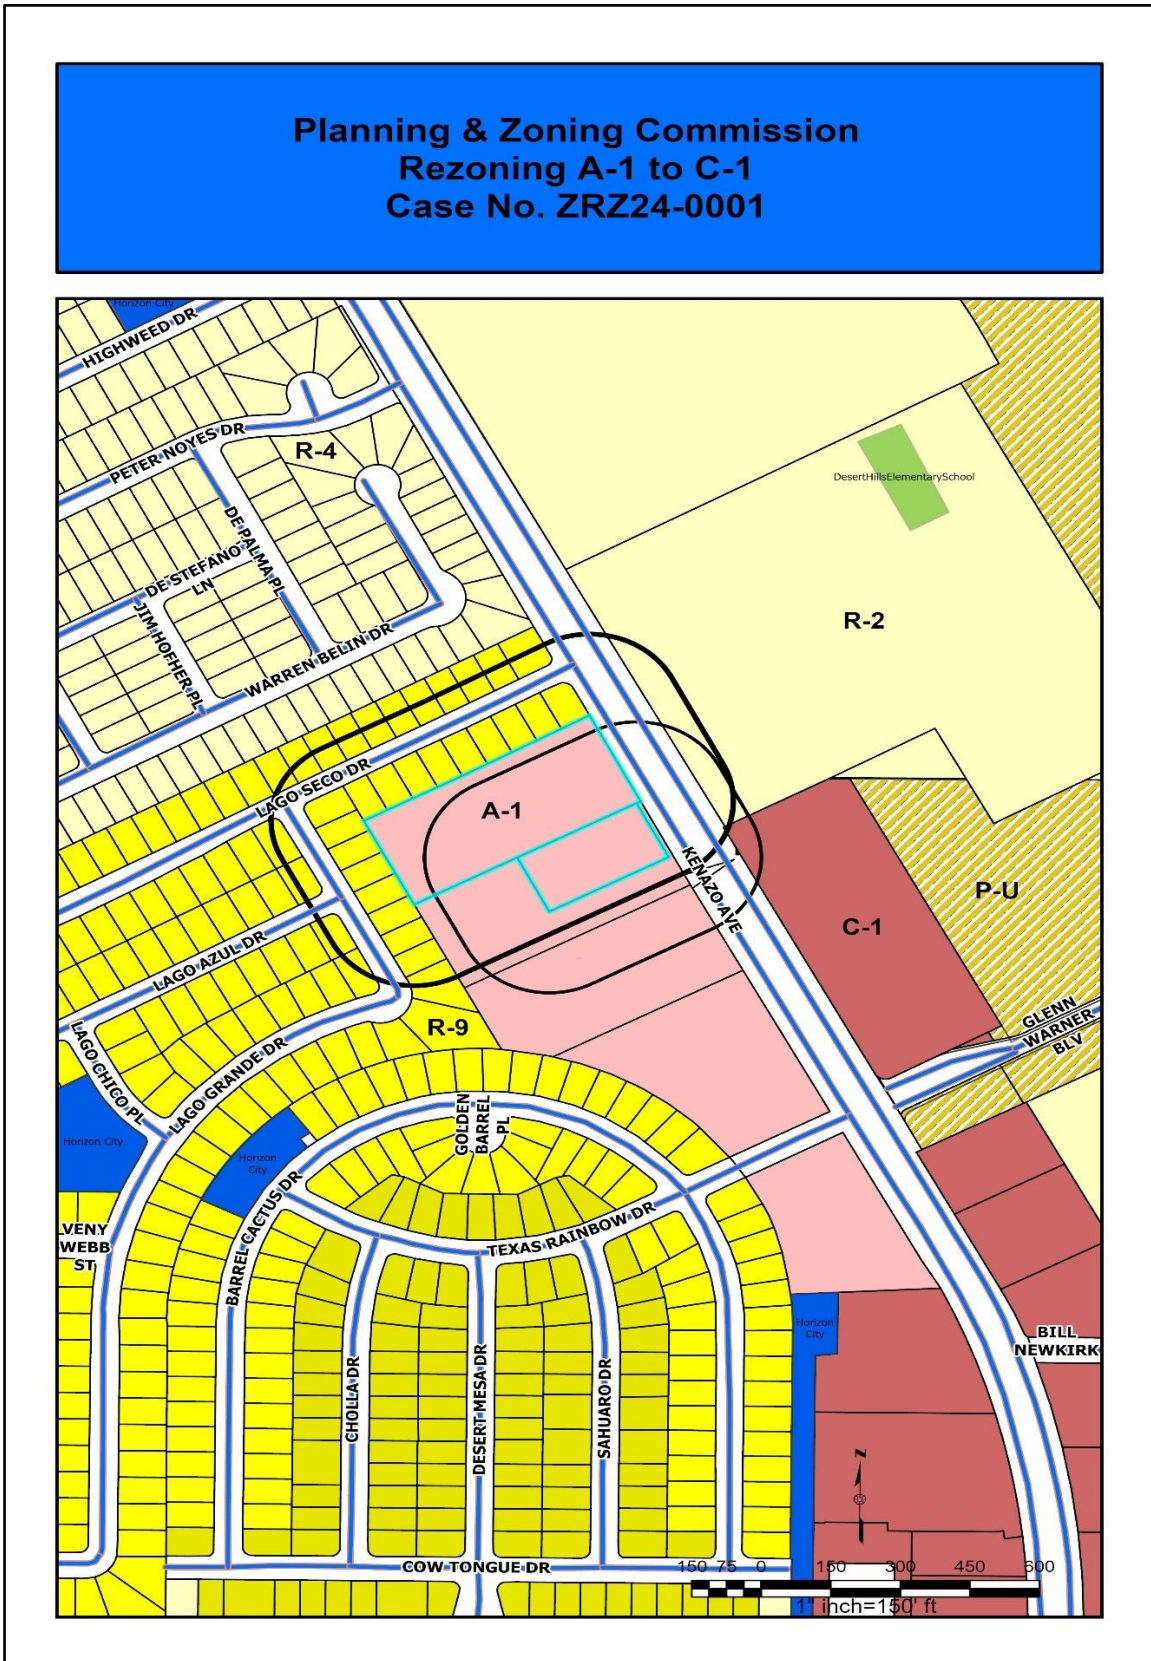 Planning & Zoning Commission
Rezoning A-1 to C-1
Case No. ZRZ24-0001
Horizon City
HIGHWEED DR
PETER NOYES DR
R-4
DesertHillsElementarySchool
DE PALMA PL
DE STEFANO
LN
JIM HOFHER PL
WARREN BELIN DR
R-2
LAGO SECO DR
A-1
KENAZO AVE
P-U
C-1
LAGO AZUL DR
GLENN
WARNER
BLV
R-9
LAGO CHICO PL
LAGO GRANDE DR
GOLDEN
BARREL
PL
Horizon City
Horizon
City
BARREL CACTUS DR
TEXAS RAINBOW DR
VENY
WEBB
ST
Horizon
City
BILL
NEWKIRK
CHOLLA DR
DESERT MESA DR
SAHUARO DR
N
COW TONGUE DR
150 75 0 150 300 450 600
1" inch=150' ft